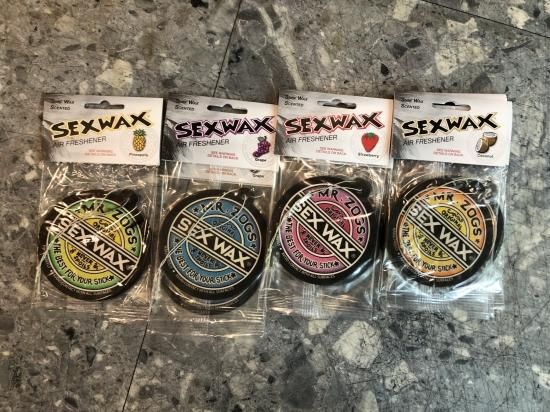 SURF WAX
SCENTED
SEXWAX
AIR FRESHENER
SEE WARNING
DETAILS ON BACK
Pineapple
MR. ZOGS
SEX WAX
THE BEST FOR YOUR STICK
SURF WAX
SCENTED
SEXWAX
AIR FRESHENER
SEE WARNING
DETAILS ON BACK
Grape
MR. ZOGS
SEX WAX
THE BEST FOR YOUR STICK
SURF WAX
SCENTED
SEXWAX
AIR FRESHENER
SEE WARNING
DETAILS ON BACK
Strawberry
MR. ZOGS
SEX WAX
THE BEST FOR YOUR STICK
SURF WAX
SCENTED
SEXWAX
AIR FRESHENER
SEE WARNING
DETAILS ON BACK
Coconut
MR. ZOGS
SEX WAX
THE BEST FOR YOUR STICK